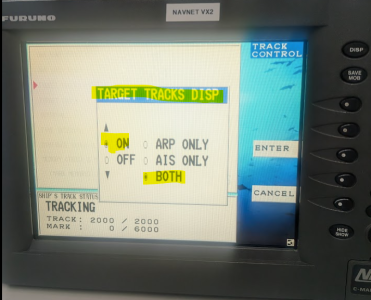 FURUNO
NAVNET VX2
TRACK
CONTROL
DISP
SAVE
MOB
TARGET TRACKS DISP
ON ARP ONLY
OFF AIS ONLY
BOTH
ENTER
SHIP'S TRACK STATUS
TRACKING
TRACK: 2000 / 2000
MARK : 0 / 6000
CANCEL
HIDE
SHOW